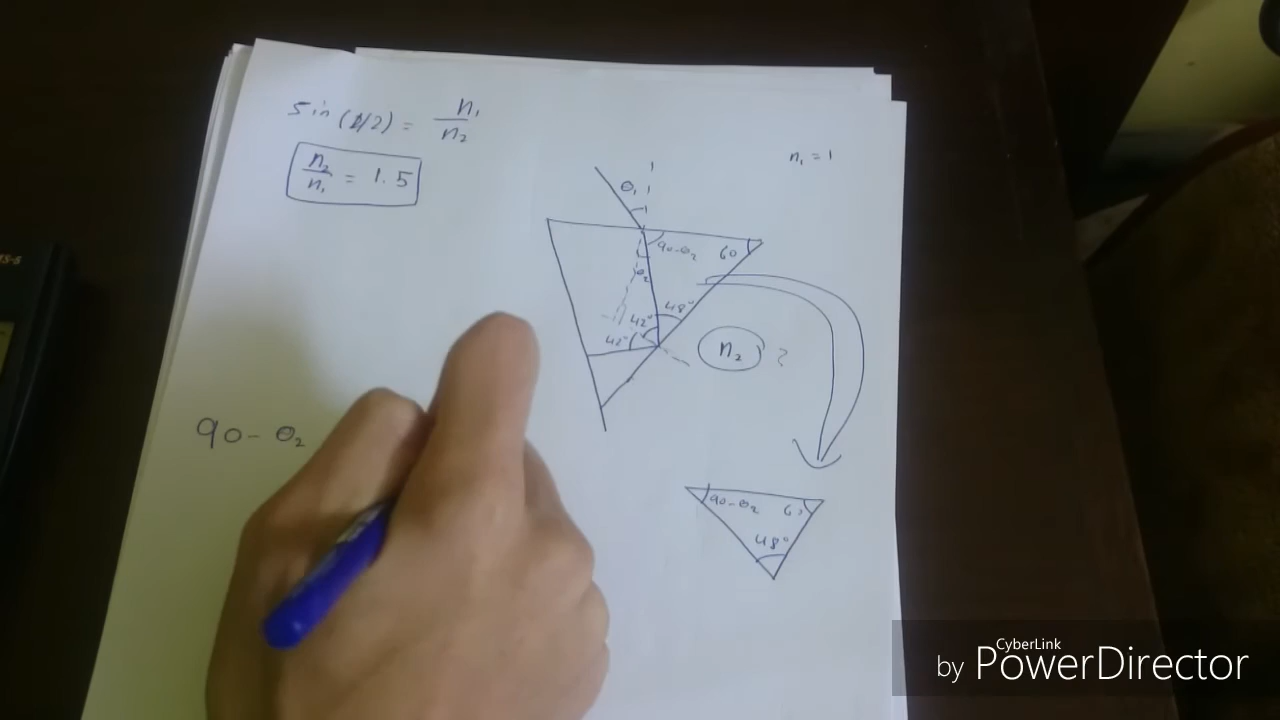 sin(42) = n₁/n₂
n₂/n₁ = 1.5
n₁ = 1
θ₁
90-θ₂
60
θ₂
48°
42°
42°
n₂ ?
90 - θ₂
90-θ₂
60
48°
CyberLink
by PowerDirector